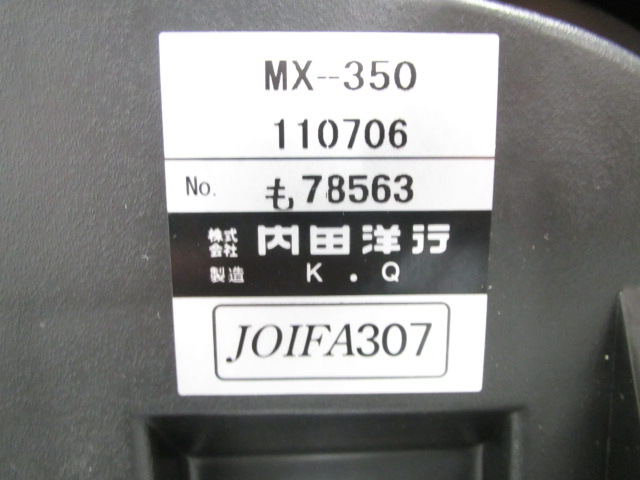 MX--350
110706
No. も78563
株式会社 内田洋行
製造 K.Q
JOIFA307